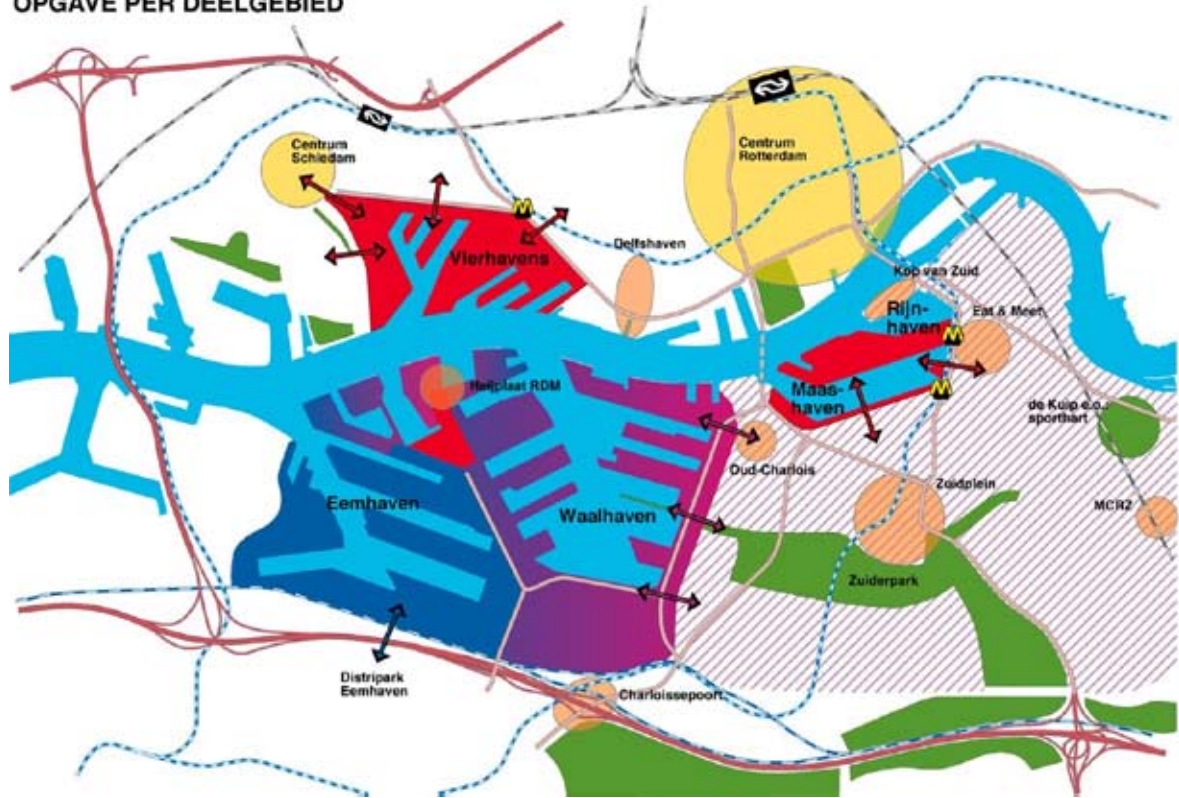 OPGAVE PER DEELGEBIED
Centrum
Schiedam
Centrum
Rotterdam
M
Vierhavens
Delfshaven
Kop van Zuid
Rijn-
haven
Eat & Meet
M
Heijplaat RDM
Maas-
haven
M
de Kuip e.o.:
sporthart
Oud-Charlois
Zuidplein
Eemhaven
Waalhaven
MCRZ
Zuiderpark
Distripark
Eemhaven
Charloissepoort